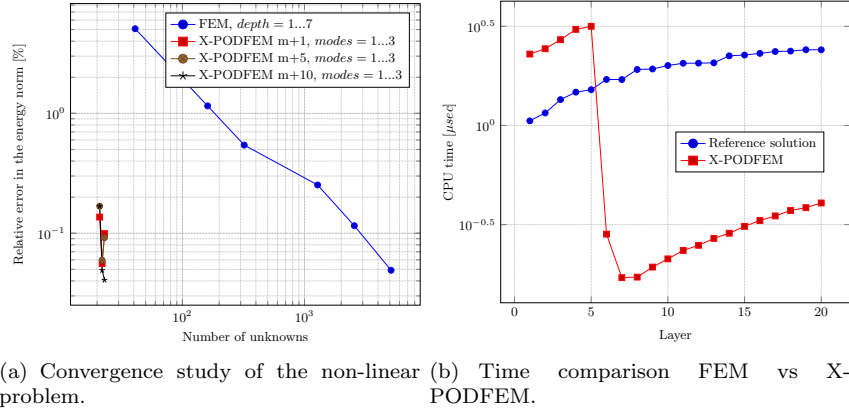 FEM, depth = 1...7
X-PODFEM m+1, modes = 1...3
X-PODFEM m+5, modes = 1...3
X-PODFEM m+10, modes = 1...3
Relative error in the energy norm [%]
10^0
10^-1
10^2
10^3
Number of unknowns
(a) Convergence study of the non-linear
problem.
CPU time [μsec]
10^0.5
10^0
10^-0.5
Reference solution
X-PODFEM
0
5
10
15
20
Layer
(b) Time comparison FEM vs X-
PODFEM.